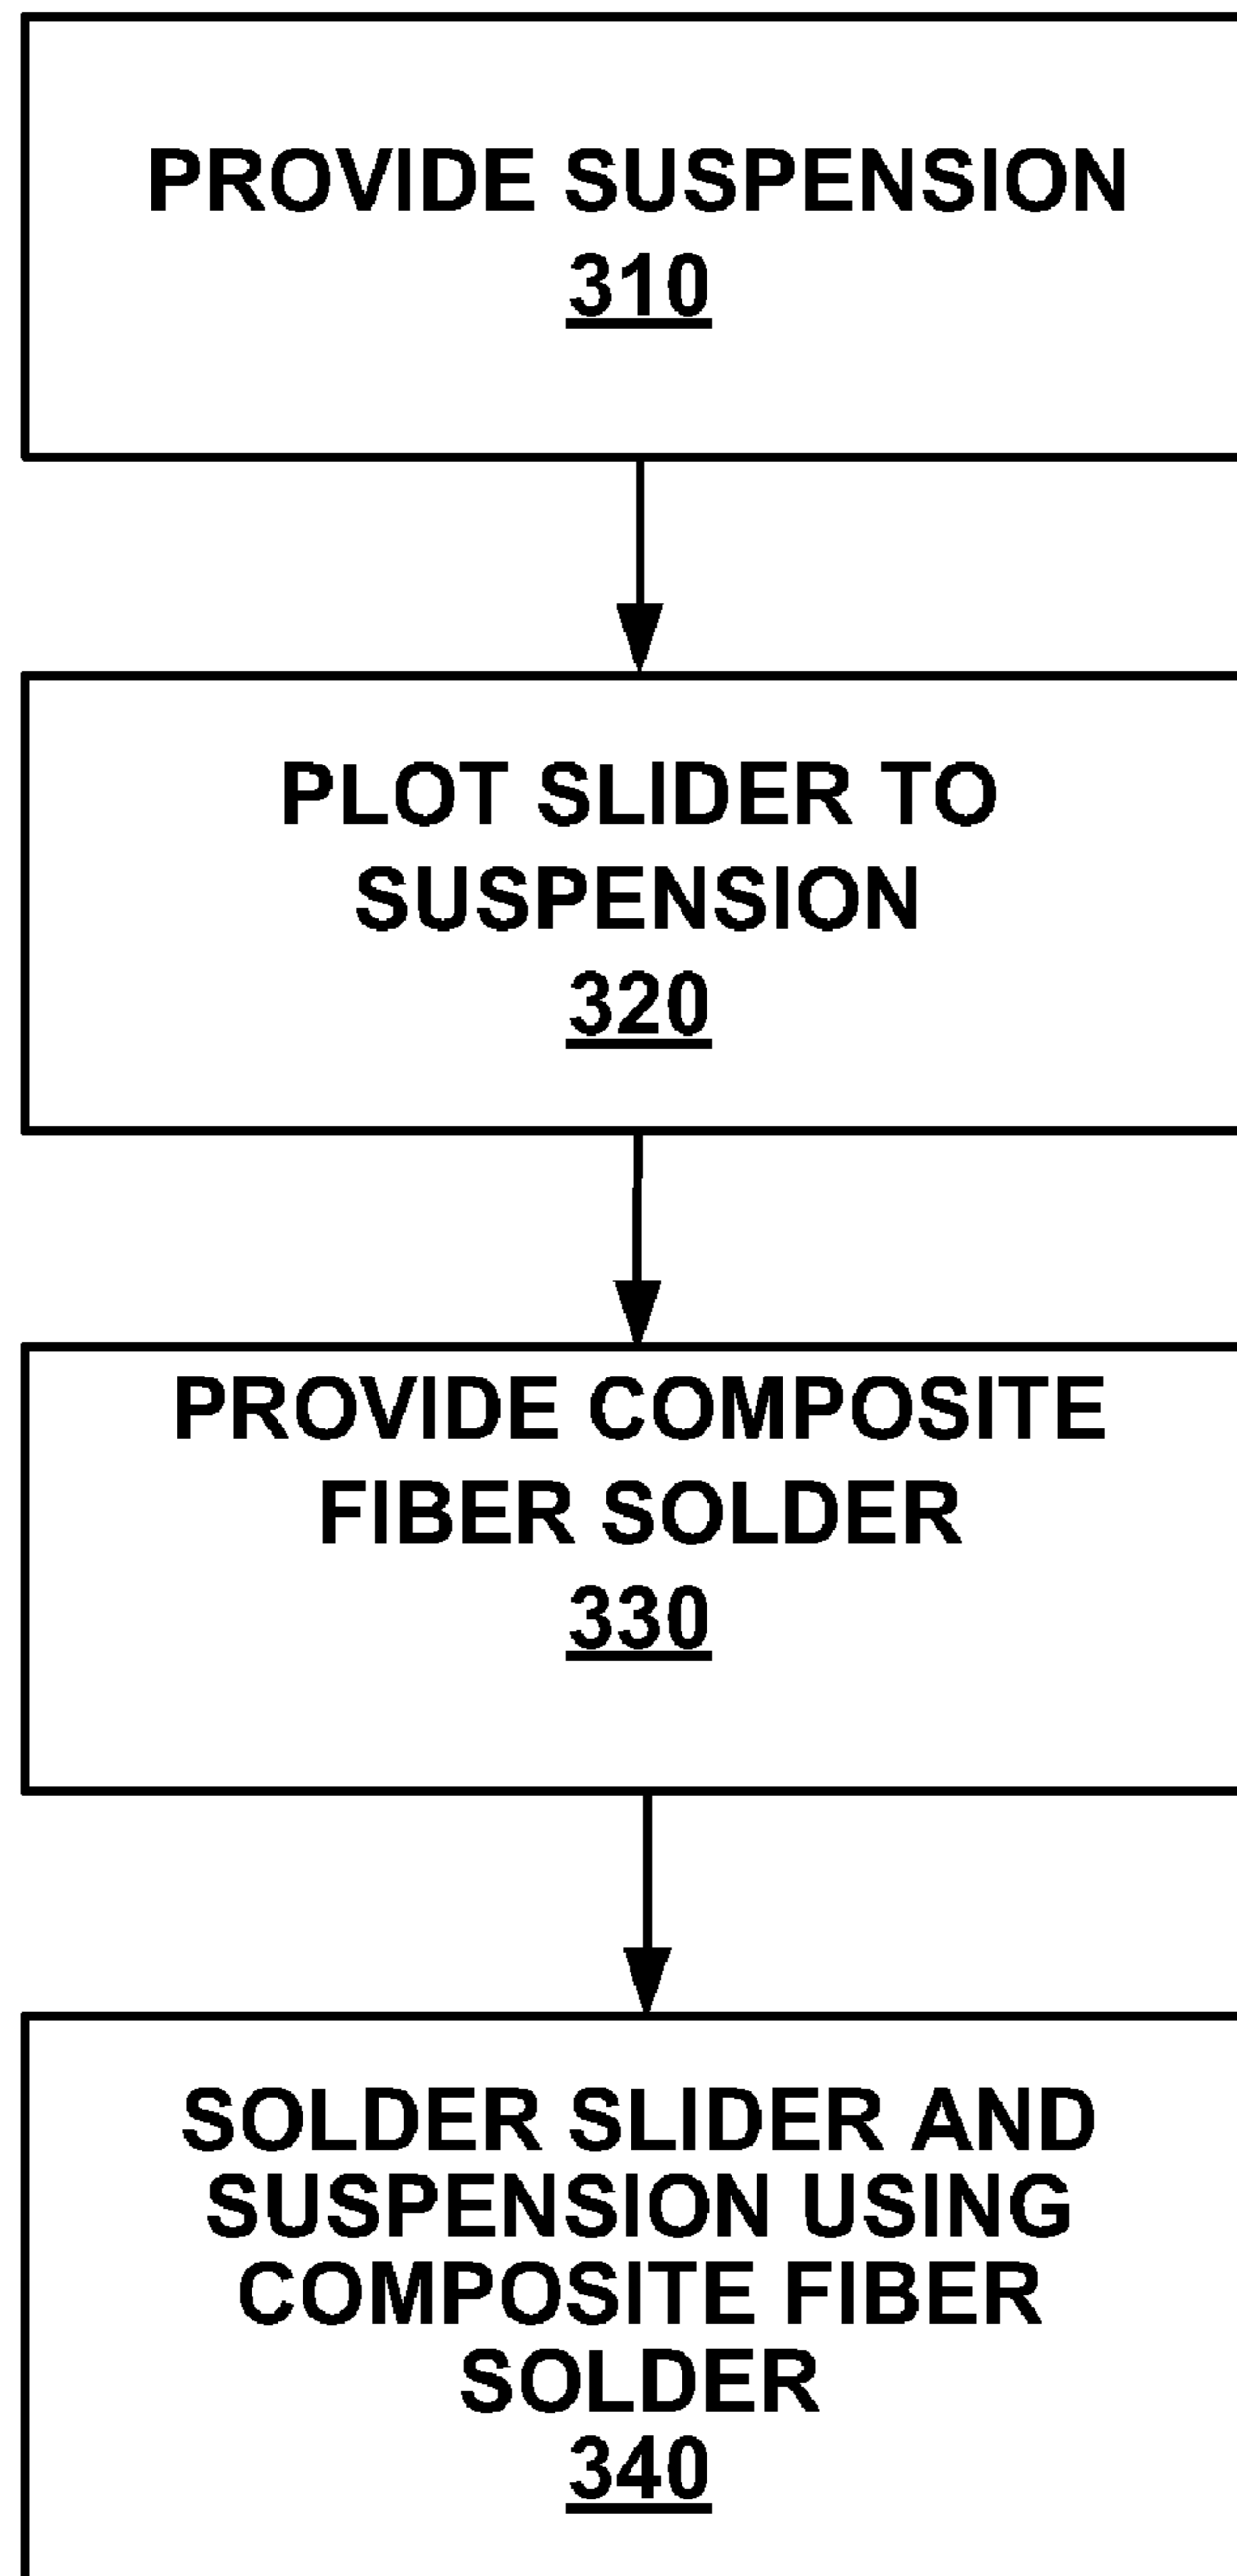 PROVIDE SUSPENSION
310
PLOT SLIDER TO
SUSPENSION
320
PROVIDE COMPOSITE
FIBER SOLDER
330
SOLDER SLIDER AND
SUSPENSION USING
COMPOSITE FIBER
SOLDER
340